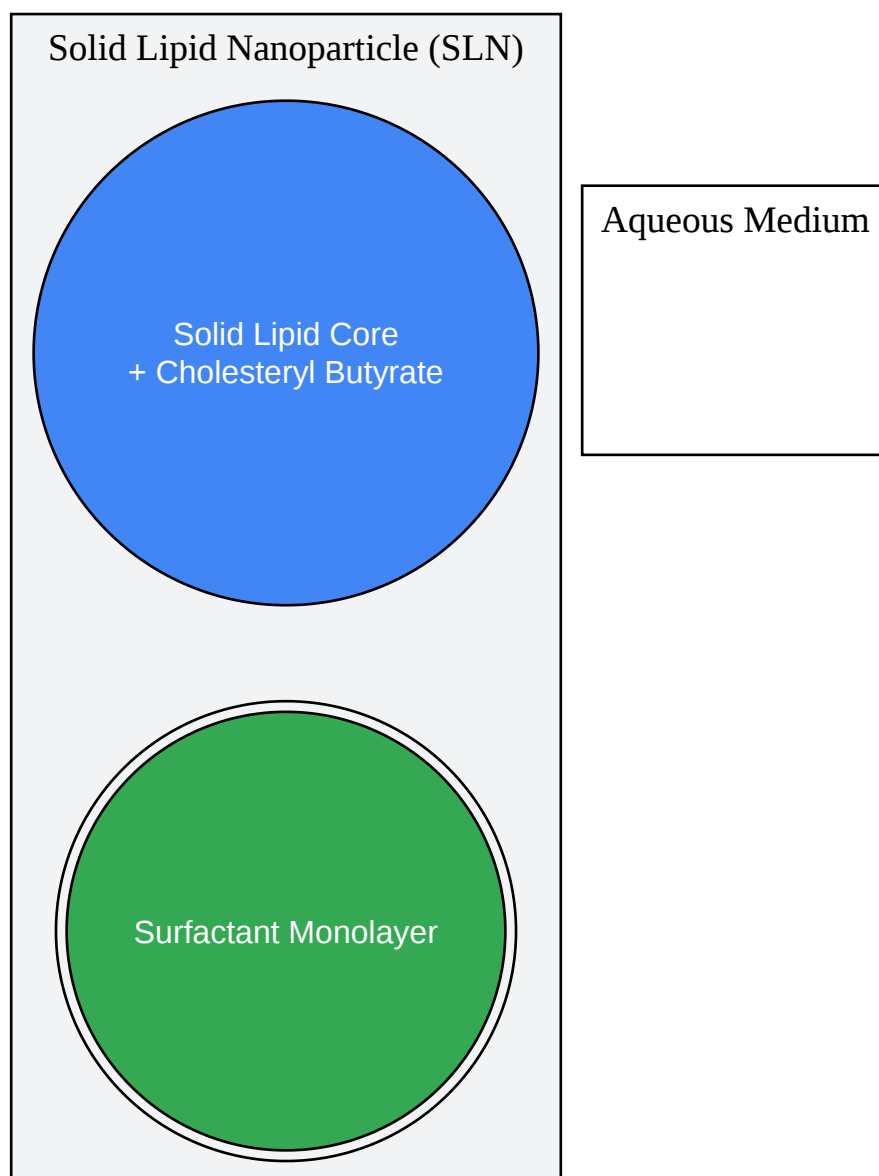 Solid Lipid Nanoparticle (SLN)
Solid Lipid Core
+ Cholesteryl Butyrate
Aqueous Medium
Surfactant Monolayer